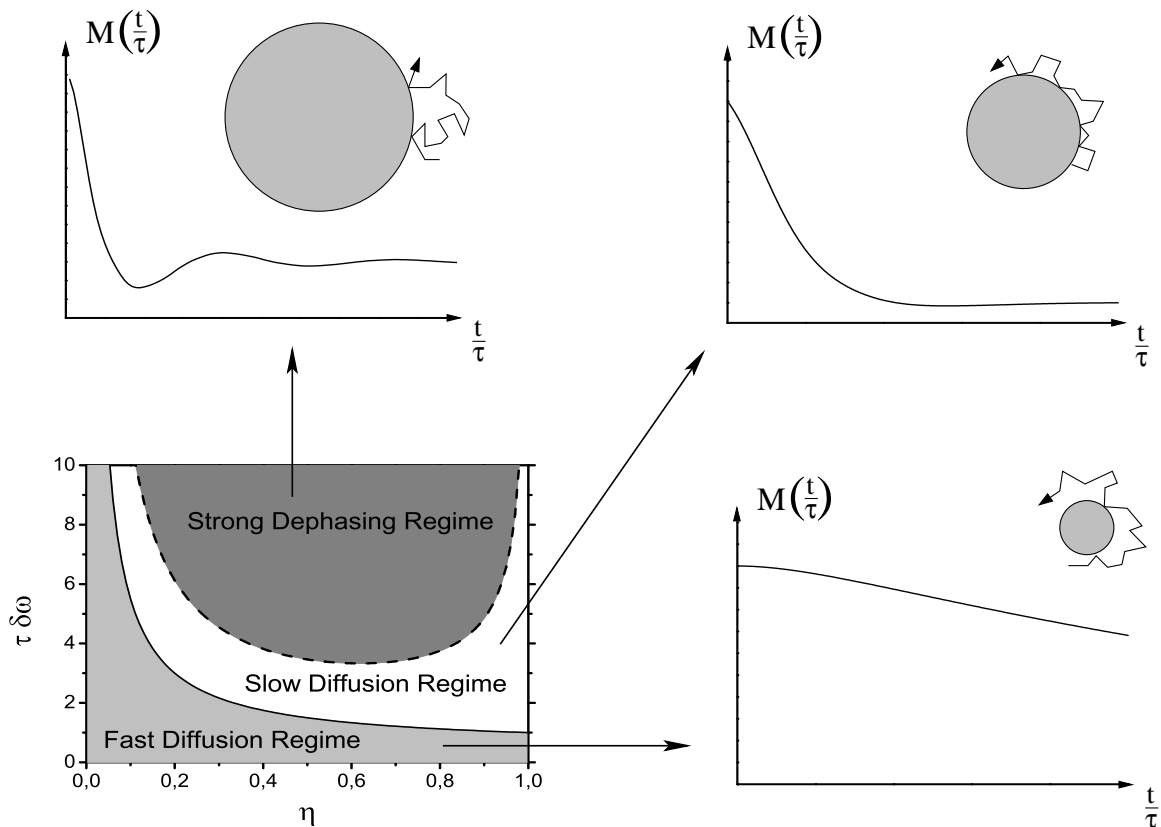 M(t/τ)
t/τ
M(t/τ)
t/τ
10
8
6
4
2
0
τ δω
Strong Dephasing Regime
Slow Diffusion Regime
Fast Diffusion Regime
0,0 0,2 0,4 0,6 0,8 1,0
η
M(t/τ)
t/τ